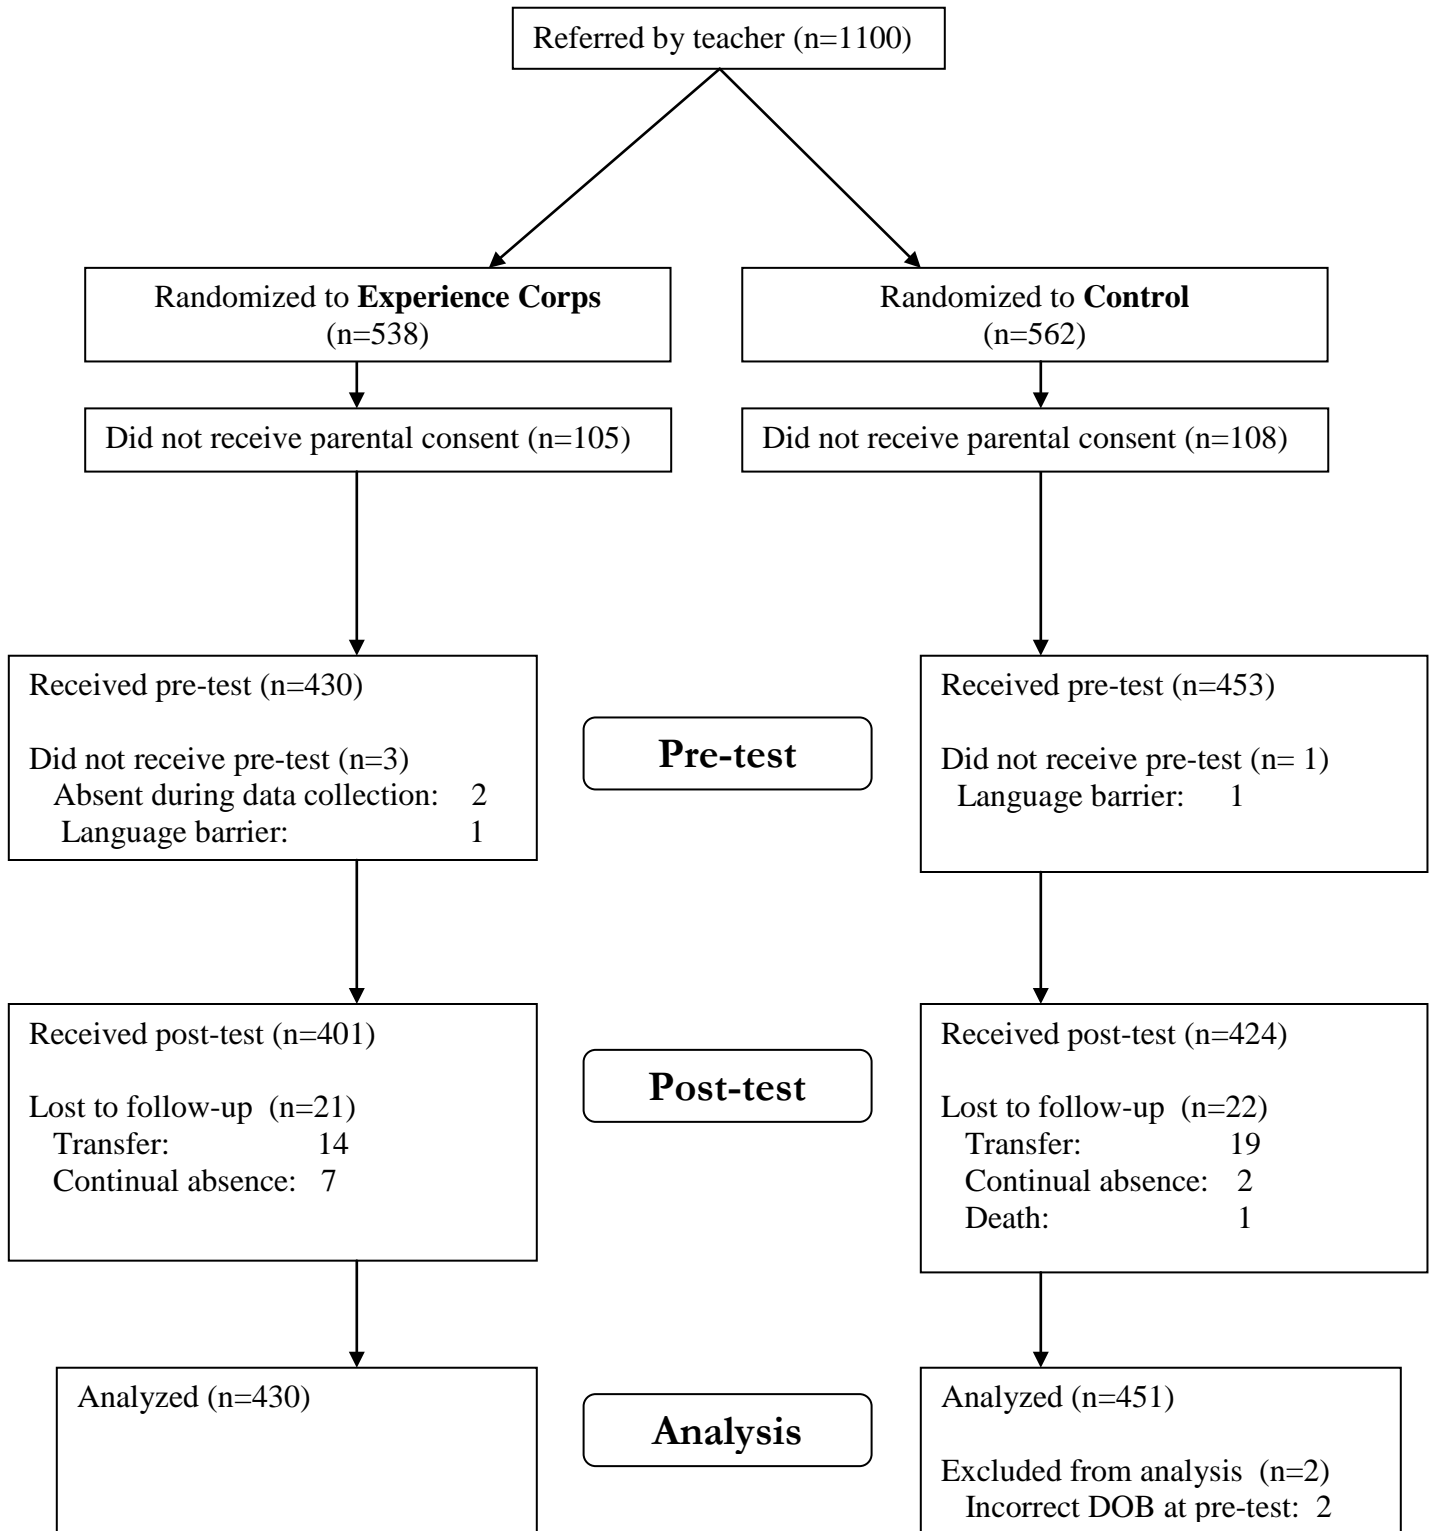 Referred by teacher (n=1100)
Randomized to Experience Corps
(n=538)
Randomized to Control
(n=562)
Did not receive parental consent (n=105)
Did not receive parental consent (n=108)
Received pre-test (n=430)
Did not receive pre-test (n=3)
Absent during data collection: 2
Language barrier: 1
Pre-test
Received pre-test (n=453)
Did not receive pre-test (n= 1)
Language barrier: 1
Received post-test (n=401)
Lost to follow-up (n=21)
Transfer: 14
Continual absence: 7
Post-test
Received post-test (n=424)
Lost to follow-up (n=22)
Transfer: 19
Continual absence: 2
Death: 1
Analyzed (n=430)
Analysis
Analyzed (n=451)
Excluded from analysis (n=2)
Incorrect DOB at pre-test: 2